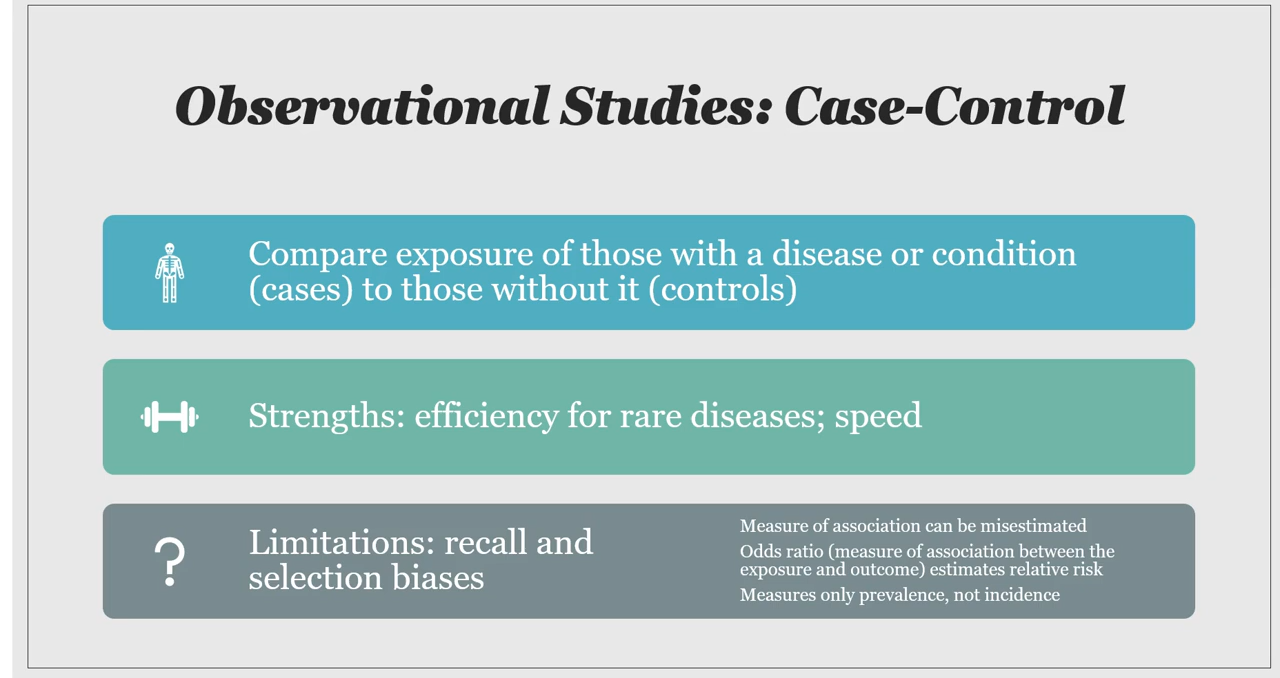 Observational Studies: Case-Control
Compare exposure of those with a disease or condition
(cases) to those without it (controls)
Strengths: efficiency for rare diseases; speed
Limitations: recall and
selection biases
Measure of association can be misestimated
Odds ratio (measure of association between the
exposure and outcome) estimates relative risk
Measures only prevalence, not incidence